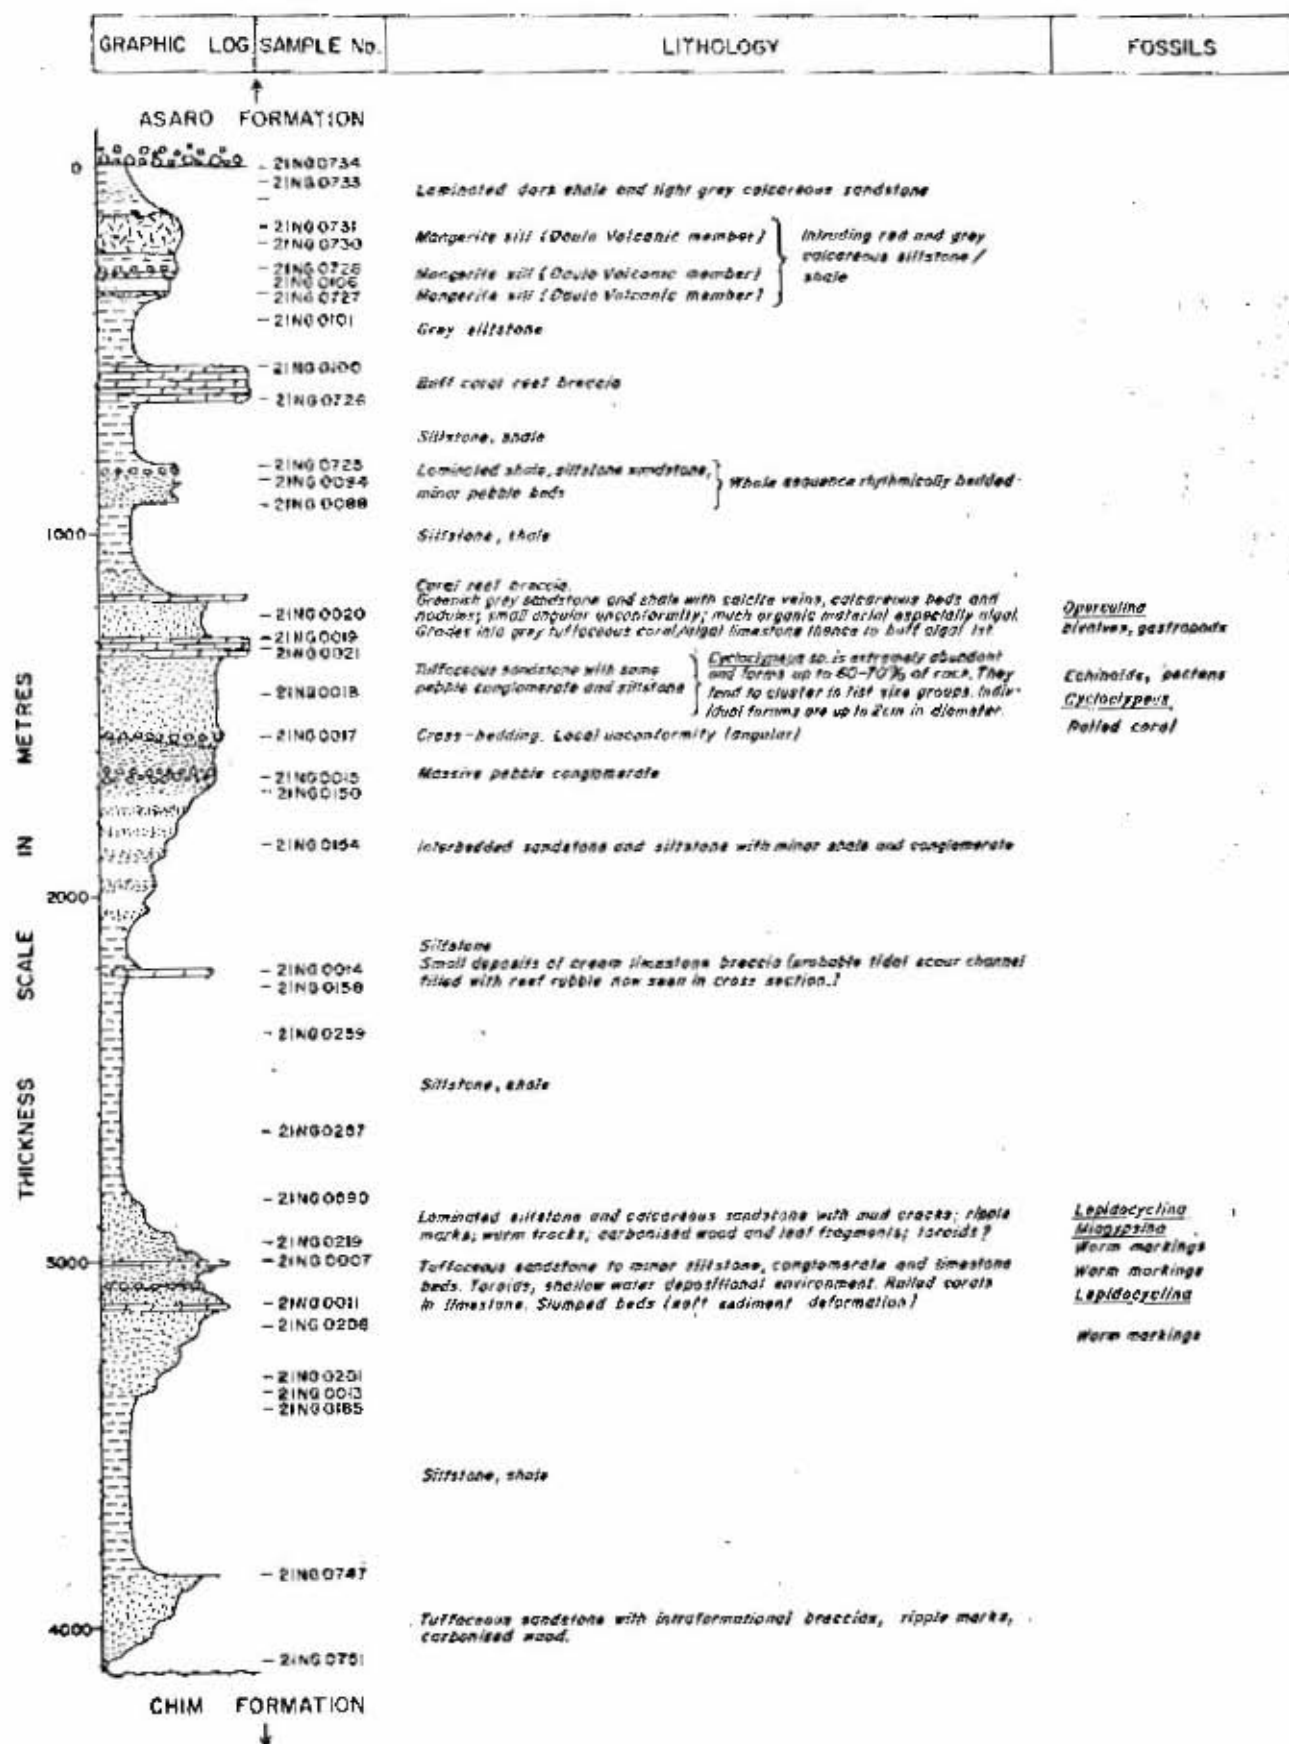 GRAPHIC LOG SAMPLE No. LITHOLOGY FOSSILS
ASARO FORMATION
0
21NG0734
21NG0733
Laminated dark shale and light grey calcareous sandstone
21NG0731
21NG0730
Mangerite sill (Daulo Volcanic member)
Intruding red and grey
calcareous siltstone/
shale
21NG0728
21NG0106
21NG0727
Mangerite sill (Daulo Volcanic member)
Mangerite sill (Daulo Volcanic member)
21NG0101
Grey siltstone
21NG0100
Buff coral reef breccia
21NG0726
Siltstone, shale
21NG0725
21NG0094
21NG0088
Laminated shale, siltstone sandstone,
minor pebble beds
Whole sequence rhythmically bedded
1000
Siltstone, shale
Coral reef breccia.
Greenish grey sandstone and shale with calcite veins, calcareous beds and
nodules; small angular unconformity; much organic material especially algal.
Grades into grey tuffaceous coral/algal limestone thence to buff algal lst.
21NG0020
21NG0019
21NG0021
Operculina
bivalves, gastropods
Tuffaceous sandstone with some
pebble conglomerate and siltstone
Cycloclypeus sp. is extremely abundant
and forms up to 60-70% of rock. They
tend to cluster in fist size groups. Indiv-
idual forams are up to 2cm in diameter.
21NG0018
Echinoids, pectens
Cycloclypeus,
Rolled coral
21NG0017
Cross-bedding. Local unconformity (angular)
21NG0015
21NG0150
Massive pebble conglomerate
21NG0154
Interbedded sandstone and siltstone with minor shale and conglomerate
2000
Siltstone
Small deposits of cream limestone breccia (probable tidal scour channel
filled with reef rubble now seen in cross section.)
21NG0014
21NG0158
21NG0259
Siltstone, shale
21NG0267
21NG0090
21NG0219
21NG0007
Laminated siltstone and calcareous sandstone with mud cracks; ripple
marks; worm tracks; carbonised wood and leaf fragments; toroids?
Lepidocyclina
Miogypsina
Worm markings
3000
Tuffaceous sandstone to minor siltstone, conglomerate and limestone
beds. Toroids, shallow water depositional environment. Rolled corals
in limestone. Slumped beds (soft sediment deformation)
Worm markings
Lepidocyclina
21NG0011
21NG0206
Worm markings
21NG0201
21NG0013
21NG0185
Siltstone, shale
21NG0747
Tuffaceous sandstone with intraformational breccias, ripple marks,
carbonised wood.
4000
21NG0751
CHIM FORMATION
THICKNESS SCALE IN METRES